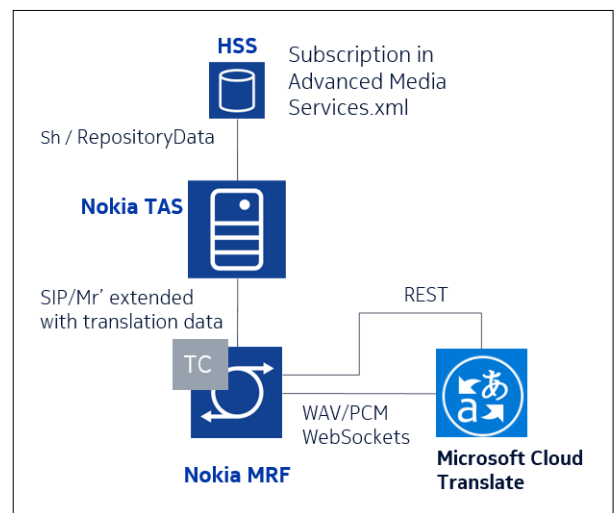 HSS
Subscription in
Advanced Media
Services.xml
Sh / RepositoryData
Nokia TAS
SIP/Mr' extended
with translation data
REST
TC
WAV/PCM
WebSockets
あ
a
Nokia MRF
Microsoft Cloud
Translate